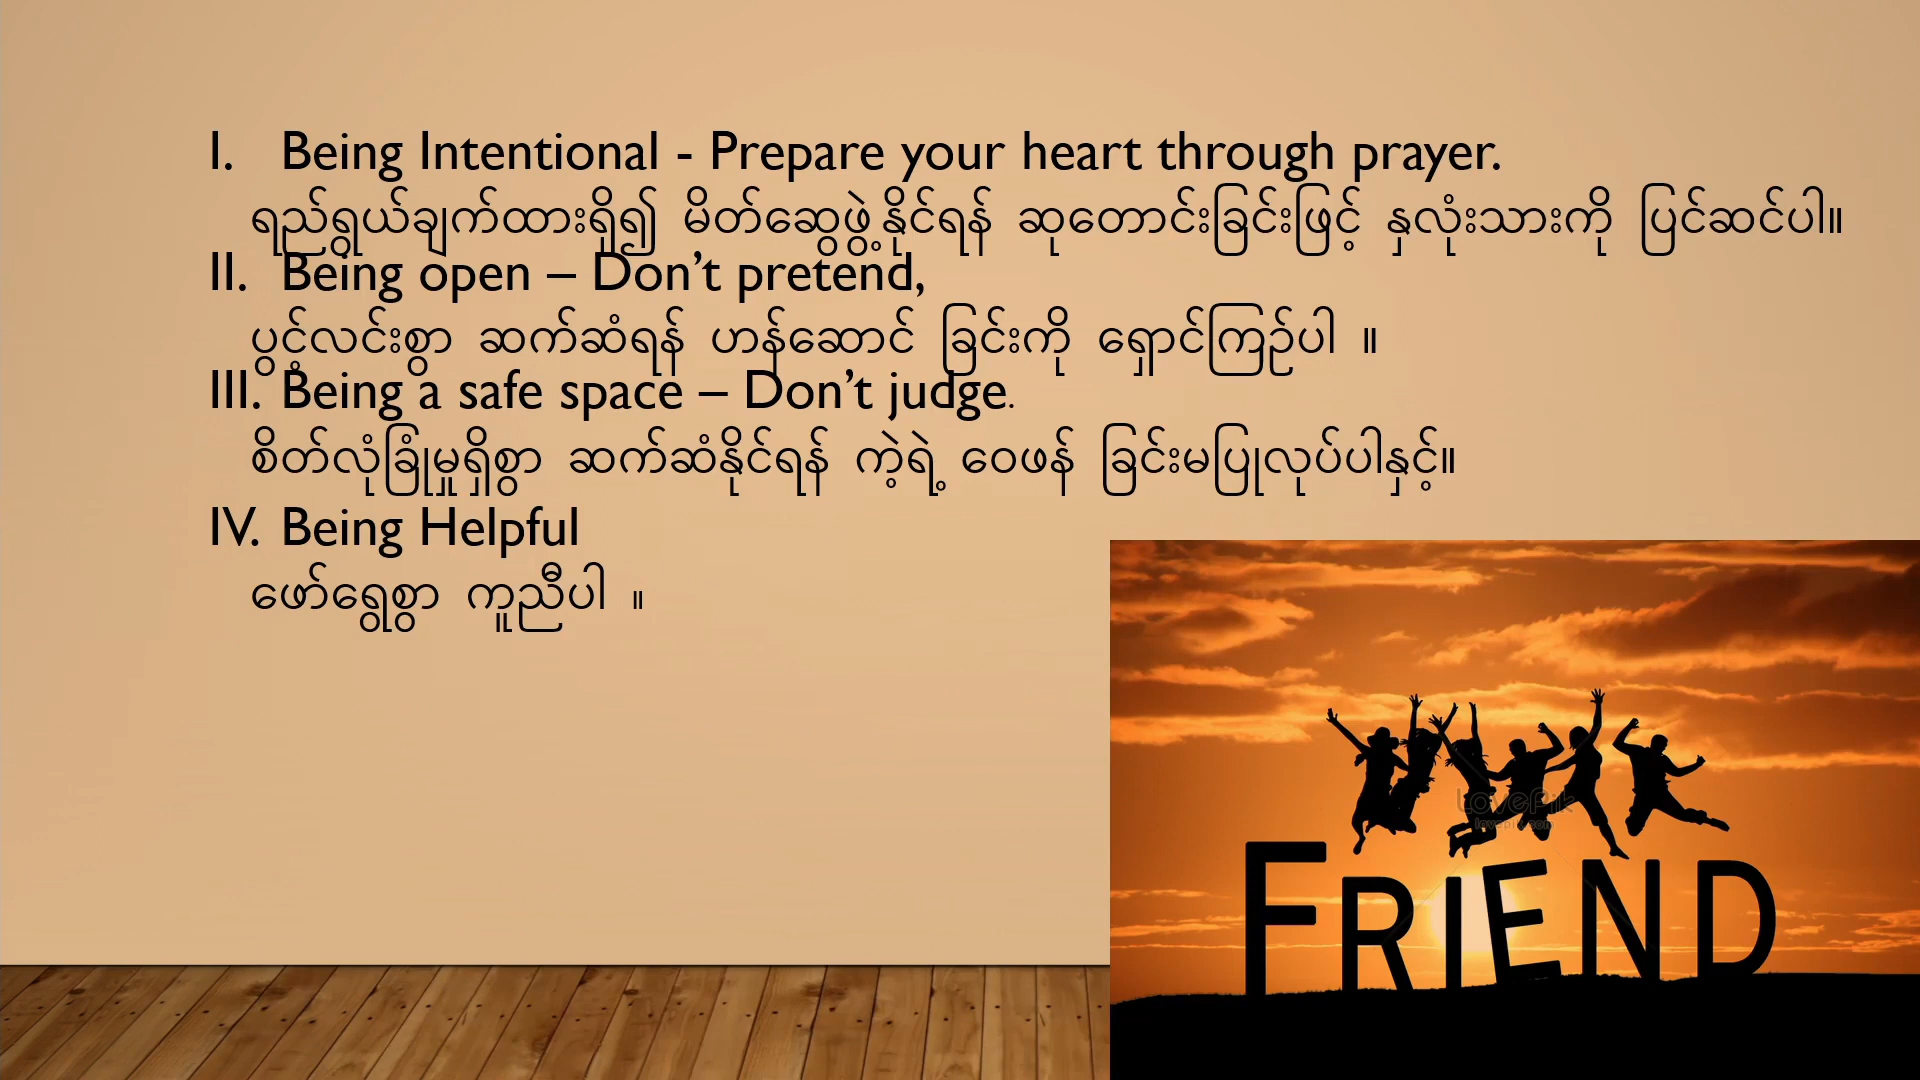 I. Being Intentional - Prepare your heart through prayer.
ရည်ရွယ်ချက်ထားရှိ၍ မိတ်ဆွေဖွဲ့နိုင်ရန် ဆုတောင်းခြင်းဖြင့် နှလုံးသားကို ပြင်ဆင်ပါ။
II. Being open – Don’t pretend,
ပွင့်လင်းစွာ ဆက်ဆံရန် ဟန်ဆောင် ခြင်းကို ရှောင်ကြဉ်ပါ ။
III. Being a safe space – Don’t judge.
စိတ်လုံခြုံမှုရှိစွာ ဆက်ဆံနိုင်ရန် ကဲ့ရဲ့ ဝေဖန် ခြင်းမပြုလုပ်ပါနှင့်။
IV. Being Helpful
ဖော်ရွေစွာ ကူညီပါ ။
LovePik
lovepik.com
FRIEND